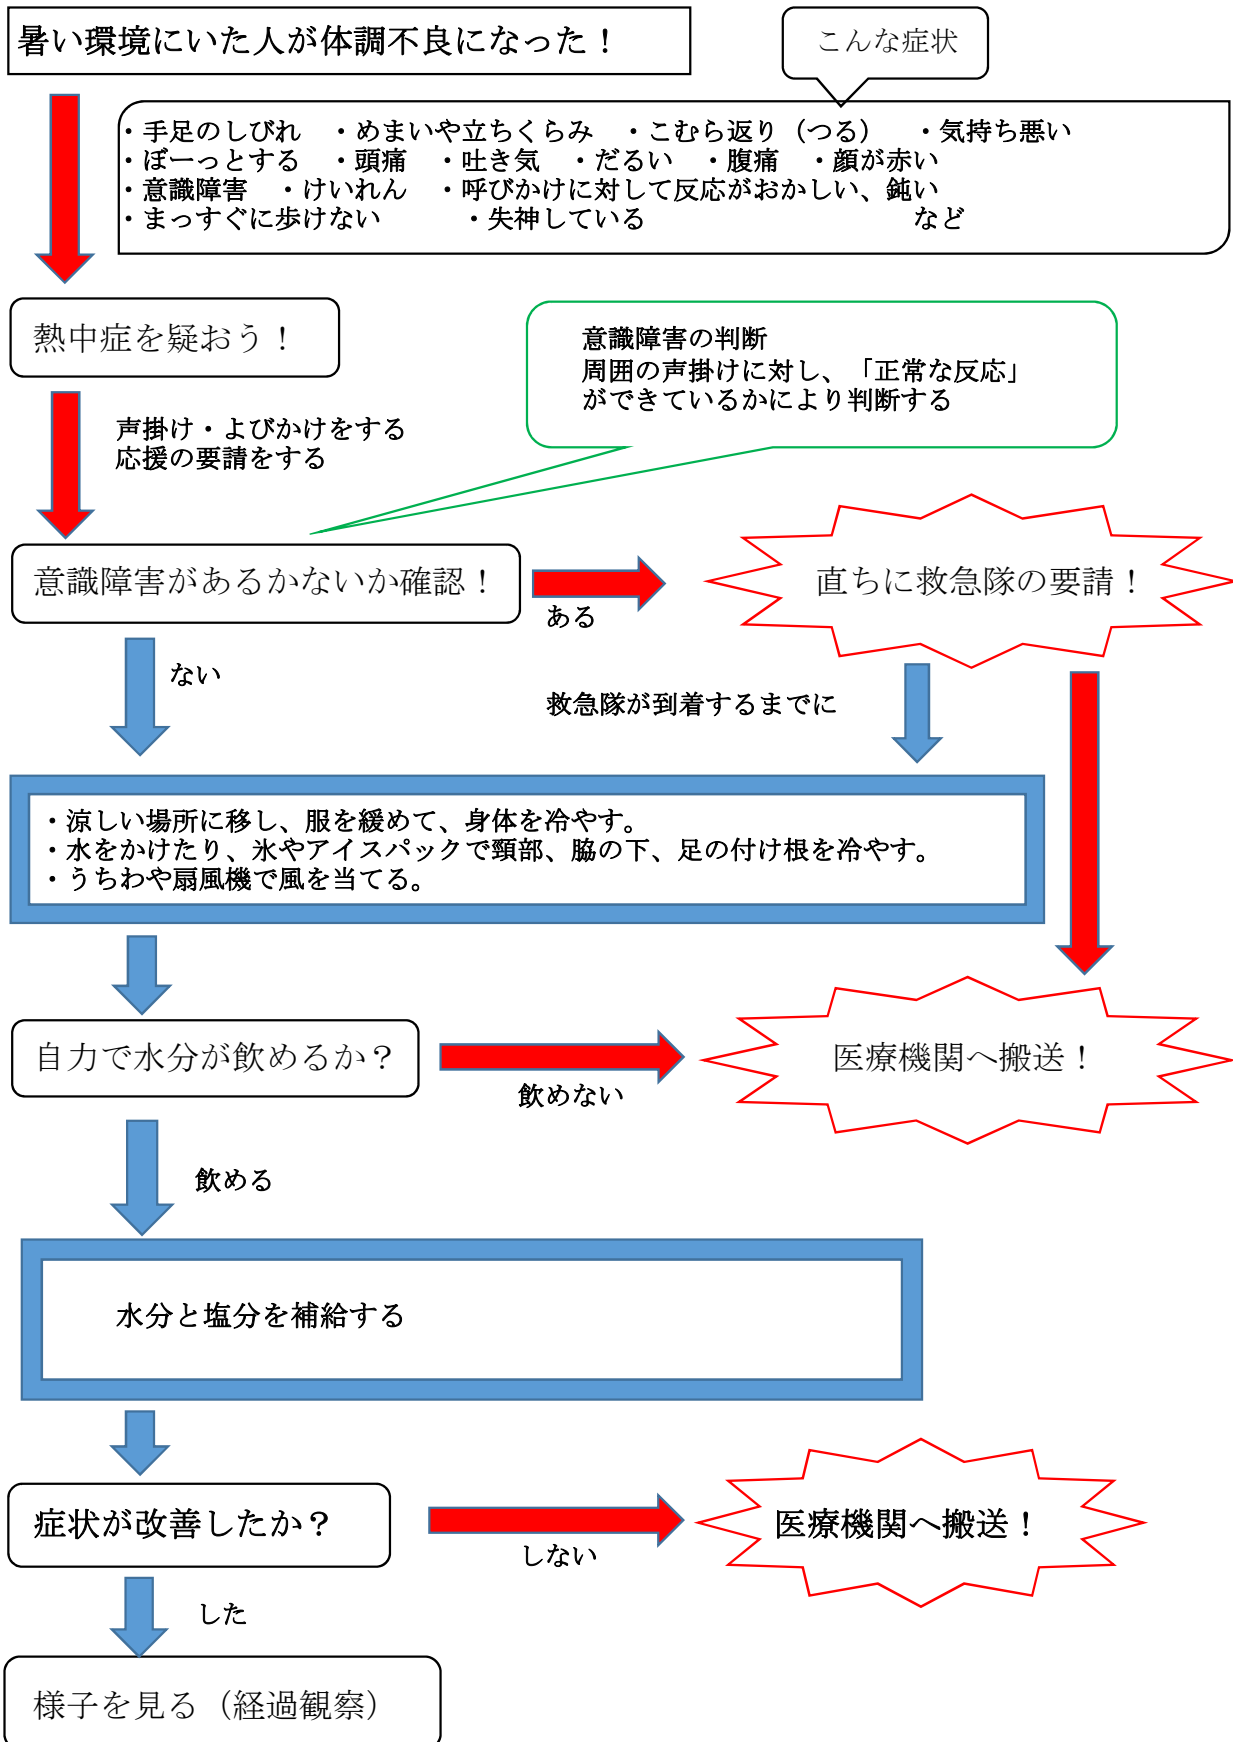 暑い環境にいた人が体調不良になった！
こんな症状
・手足のしびれ　・めまいや立ちくらみ　・こむら返り（つる）　・気持ち悪い
・ぼーっとする　・頭痛　・吐き気　・だるい　・腹痛　・顔が赤い
・意識障害　・けいれん　・呼びかけに対して反応がおかしい、鈍い
・まっすぐに歩けない　　　・失神している　　　　　　　　　　など
熱中症を疑おう！
意識障害の判断
周囲の声掛けに対し、「正常な反応」
ができているかにより判断する
声掛け・よびかけをする
応援の要請をする
意識障害があるかないか確認！
ある
直ちに救急隊の要請！
ない
救急隊が到着するまでに
・涼しい場所に移し、服を緩めて、身体を冷やす。
・水をかけたり、氷やアイスパックで頸部、脇の下、足の付け根を冷やす。
・うちわや扇風機で風を当てる。
自力で水分が飲めるか？
飲めない
医療機関へ搬送！
飲める
水分と塩分を補給する
症状が改善したか？
しない
医療機関へ搬送！
した
様子を見る（経過観察）